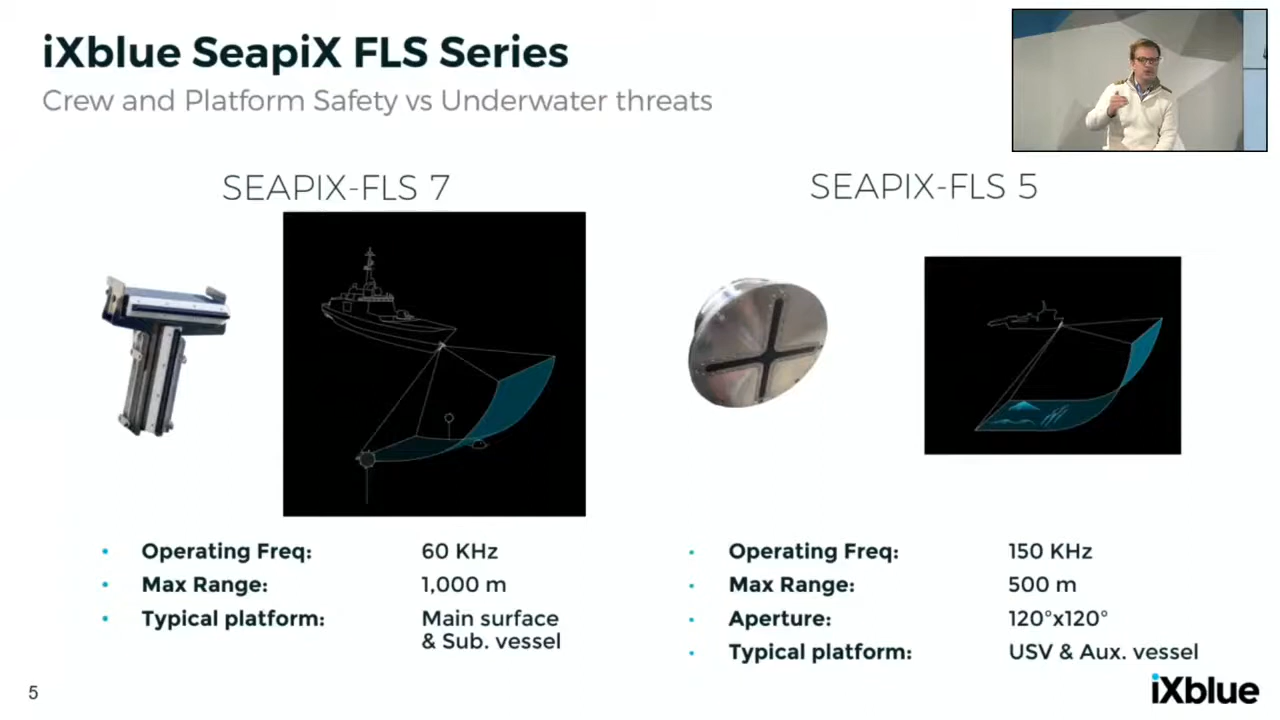 iXblue SeapiX FLS Series
Crew and Platform Safety vs Underwater threats
SEAPIX-FLS 7
• Operating Freq: 60 KHz
• Max Range: 1,000 m
• Typical platform: Main surface
& Sub. vessel
SEAPIX-FLS 5
• Operating Freq: 150 KHz
• Max Range: 500 m
• Aperture: 120°x120°
• Typical platform: USV & Aux. vessel
5
iXblue